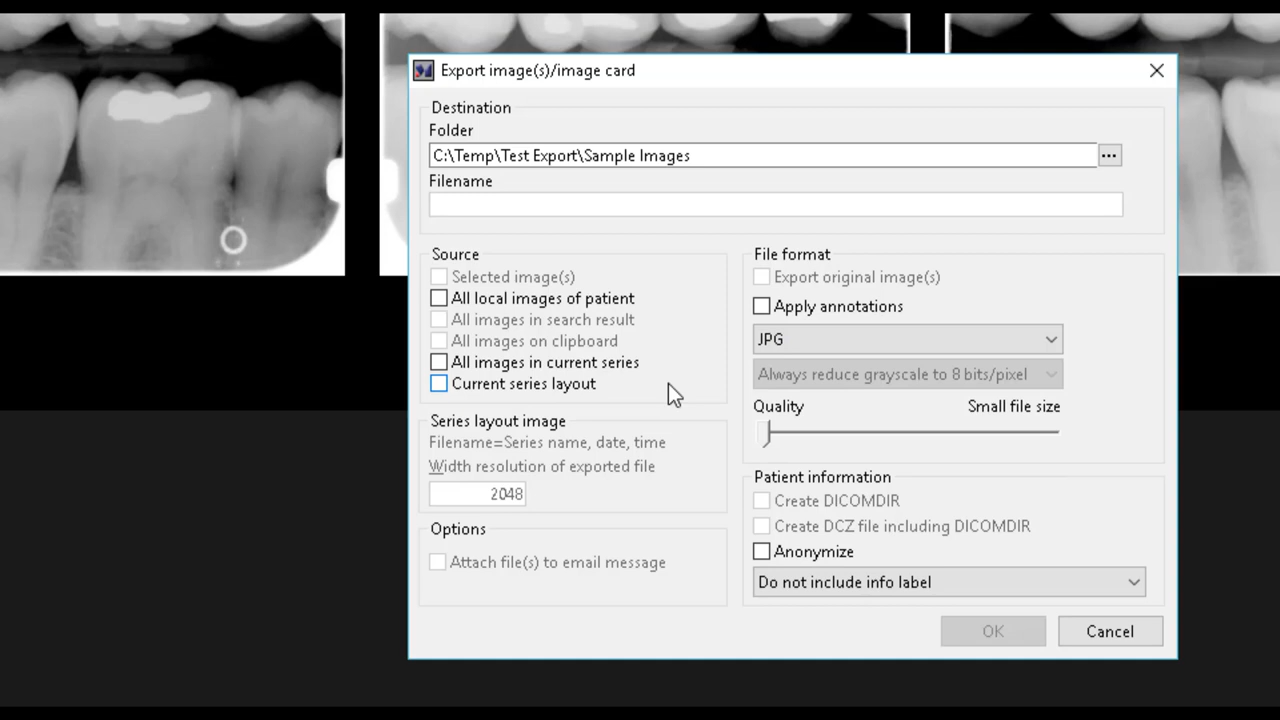 Export image(s)/image card
Destination
Folder
C:\Temp\Test Export\Sample Images
...
Filename
Source
Selected image(s)
All local images of patient
All images in search result
All images on clipboard
All images in current series
Current series layout
Series layout image
Filename=Series name, date, time
Width resolution of exported file
2048
Options
Attach file(s) to email message
File format
Export original image(s)
Apply annotations
JPG
Always reduce grayscale to 8 bits/pixel
Quality Small file size
Patient information
Create DICOMDIR
Create DCZ file including DICOMDIR
Anonymize
Do not include info label
OK Cancel